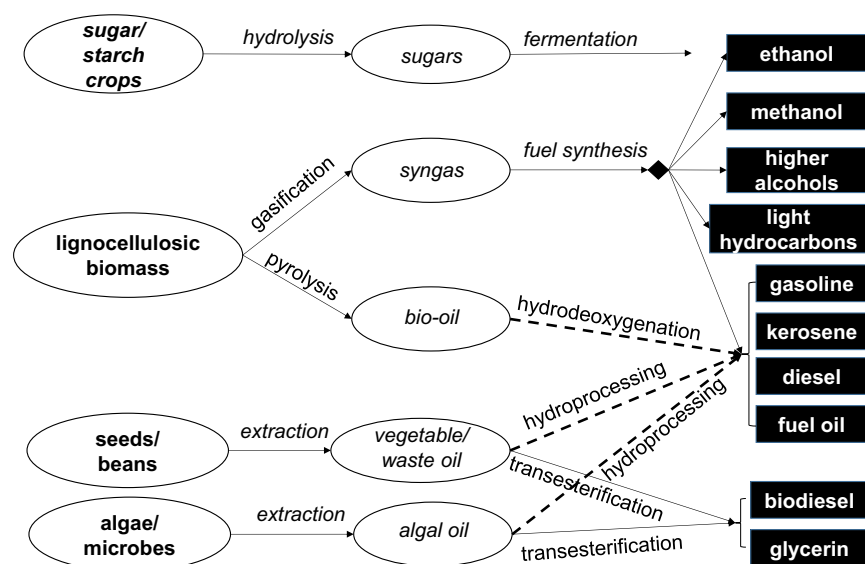 sugar/
starch
crops
hydrolysis
sugars
fermentation
ethanol
methanol
higher
alcohols
light
hydrocarbons
gasification
syngas
fuel synthesis
lignocellulosic
biomass
pyrolysis
bio-oil
hydrodeoxygenation
gasoline
kerosene
diesel
fuel oil
hydroprocessing
hydroprocessing
seeds/
beans
extraction
vegetable/
waste oil
transesterification
biodiesel
glycerin
algae/
microbes
extraction
algal oil
transesterification